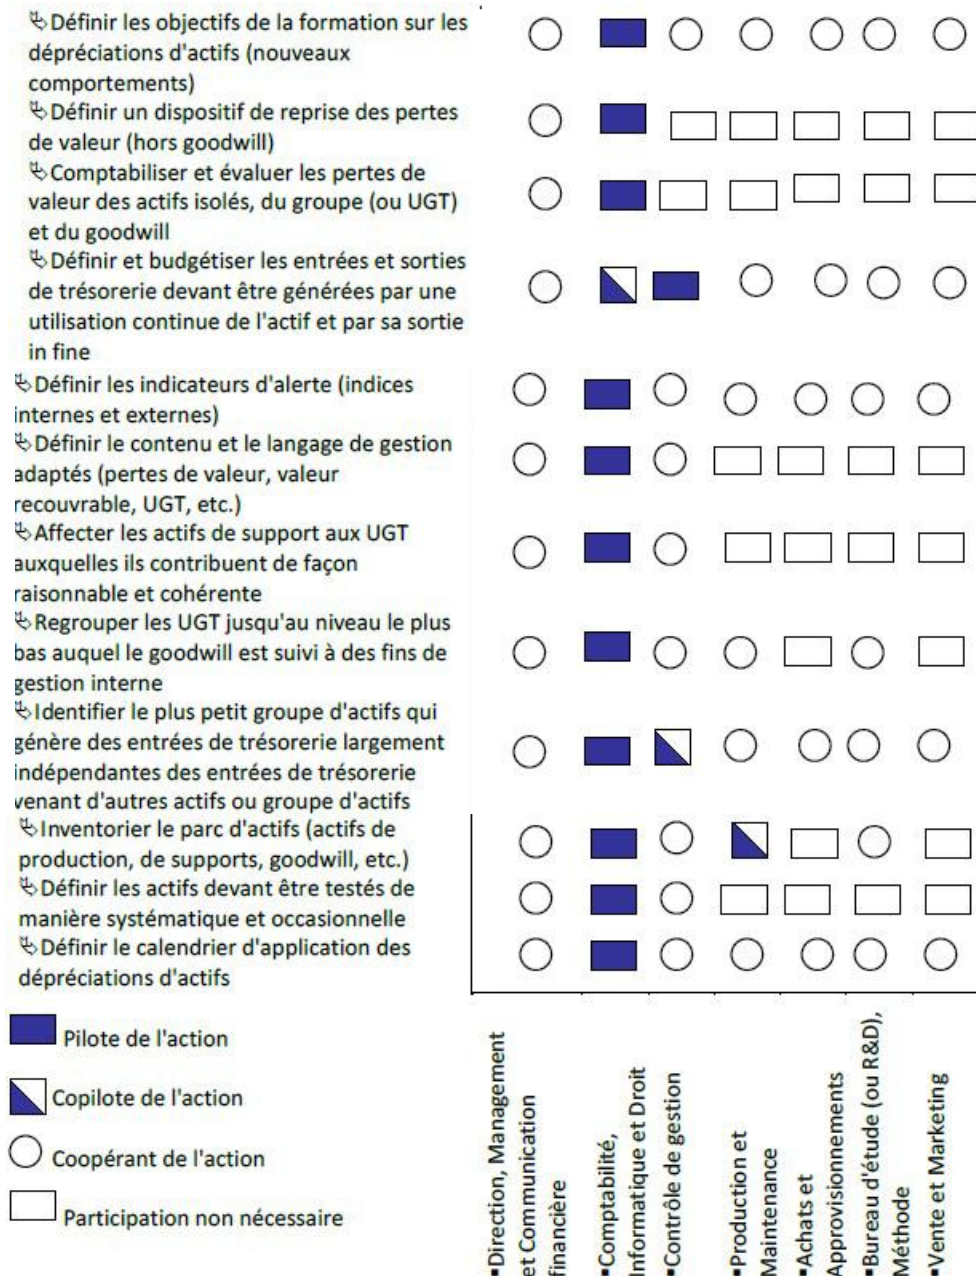 Définir les objectifs de la formation sur les
dépréciations d'actifs (nouveaux
comportements)
Définir un dispositif de reprise des pertes
de valeur (hors goodwill)
Comptabiliser et évaluer les pertes de
valeur des actifs isolés, du groupe (ou UGT)
et du goodwill
Définir et budgétiser les entrées et sorties
de trésorerie devant être générées par une
utilisation continue de l'actif et par sa sortie
in fine
Définir les indicateurs d'alerte (indices
internes et externes)
Définir le contenu et le langage de gestion
adaptés (pertes de valeur, valeur
recouvrable, UGT, etc.)
Affecter les actifs de support aux UGT
auxquelles ils contribuent de façon
raisonnable et cohérente
Regrouper les UGT jusqu'au niveau le plus
bas auquel le goodwill est suivi à des fins de
gestion interne
Identifier le plus petit groupe d'actifs qui
génère des entrées de trésorerie largement
indépendantes des entrées de trésorerie
venant d'autres actifs ou groupe d'actifs
Inventorier le parc d'actifs (actifs de
production, de supports, goodwill, etc.)
Définir les actifs devant être testés de
manière systématique et occasionnelle
Définir le calendrier d'application des
dépréciations d'actifs
Pilote de l'action
Copilote de l'action
Coopérant de l'action
Participation non nécessaire
▪Direction, Management
et Communication
financière
▪Comptabilité,
Informatique et Droit
▪Contrôle de gestion
▪Production et
Maintenance
▪Achats et
Approvisionnements
▪Bureau d'étude (ou R&D),
Méthode
▪Vente et Marketing